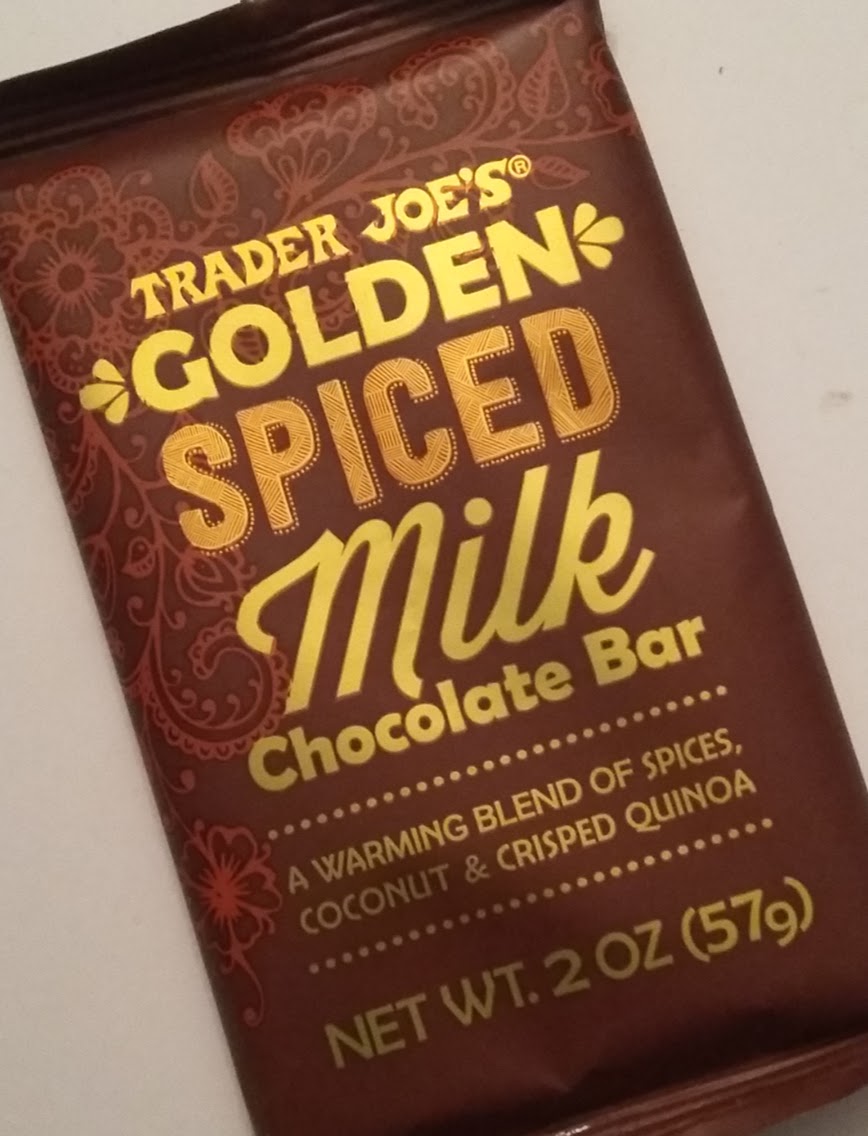 TRADER JOE'S®
GOLDEN
SPICED
Milk
Chocolate Bar
A WARMING BLEND OF SPICES,
COCONUT & CRISPED QUINOA
NET WT. 2 OZ (57g)